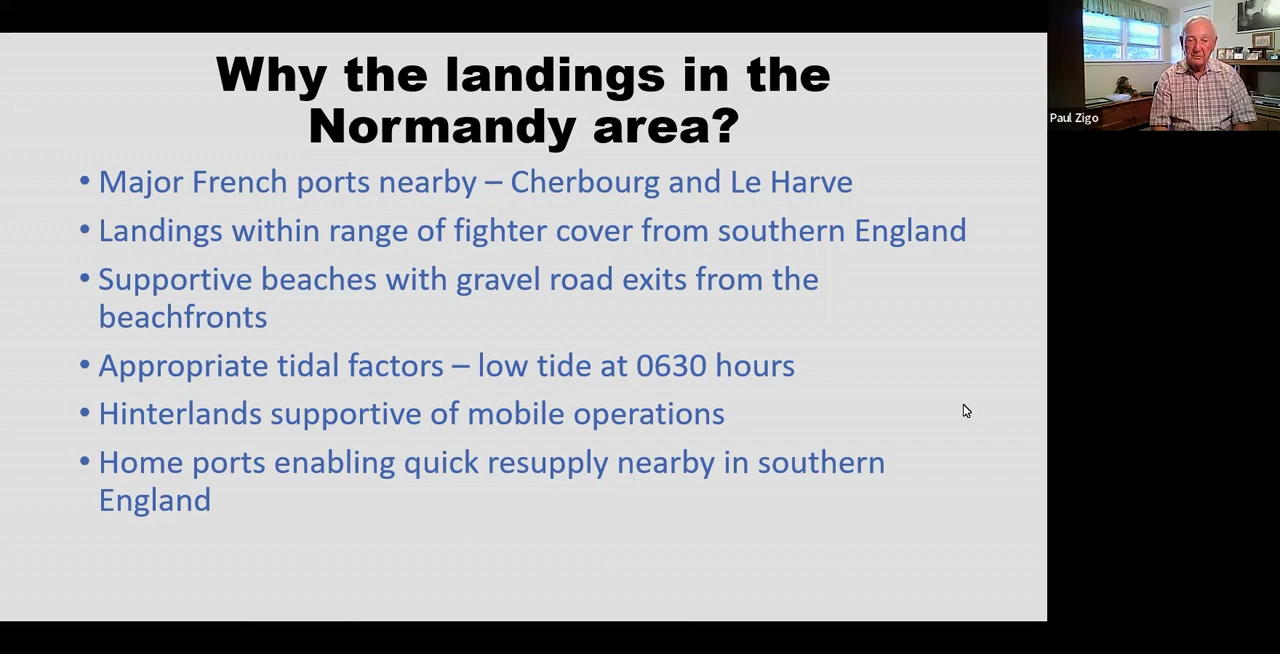 Why the landings in the
Normandy area?
• Major French ports nearby – Cherbourg and Le Harve
• Landings within range of fighter cover from southern England
• Supportive beaches with gravel road exits from the
beachfronts
• Appropriate tidal factors – low tide at 0630 hours
• Hinterlands supportive of mobile operations
• Home ports enabling quick resupply nearby in southern
England
Paul Zigo